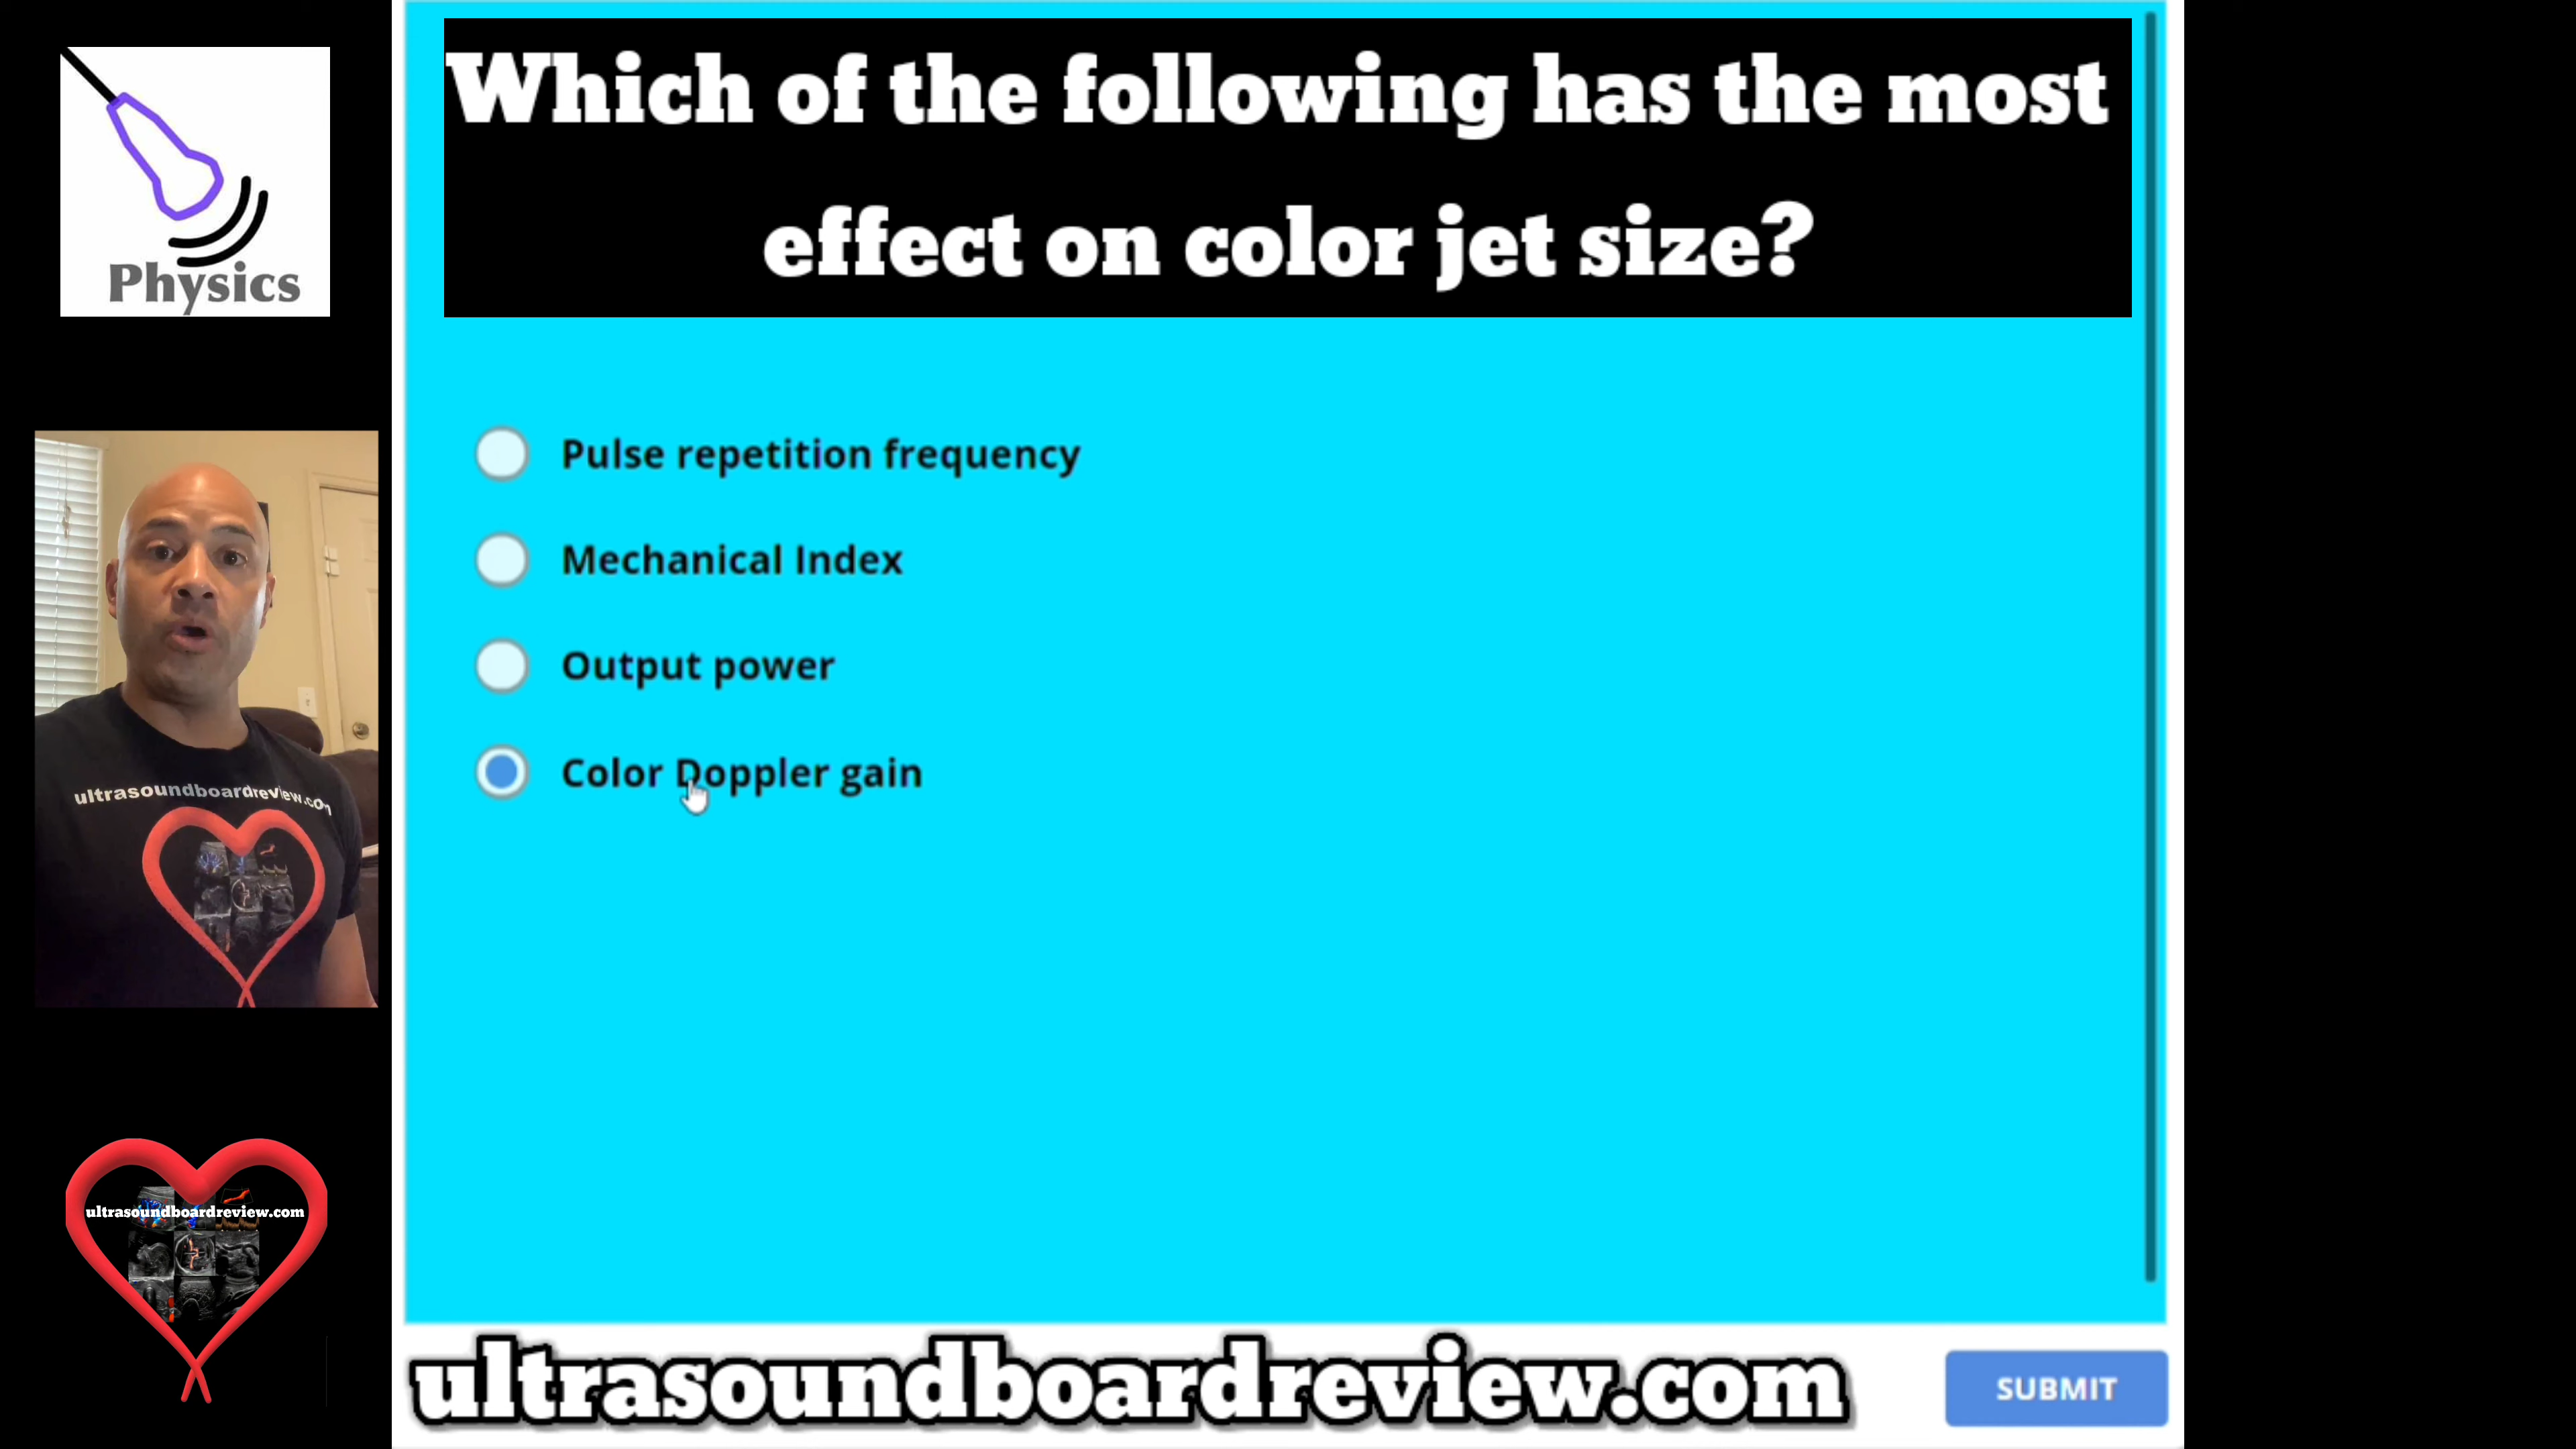 Physics
Which of the following has the most
effect on color jet size?
Pulse repetition frequency
Mechanical Index
Output power
Color Doppler gain
ultrasoundboardreview.com
ultrasoundboardreview.com
ultrasoundboardreview.com
SUBMIT